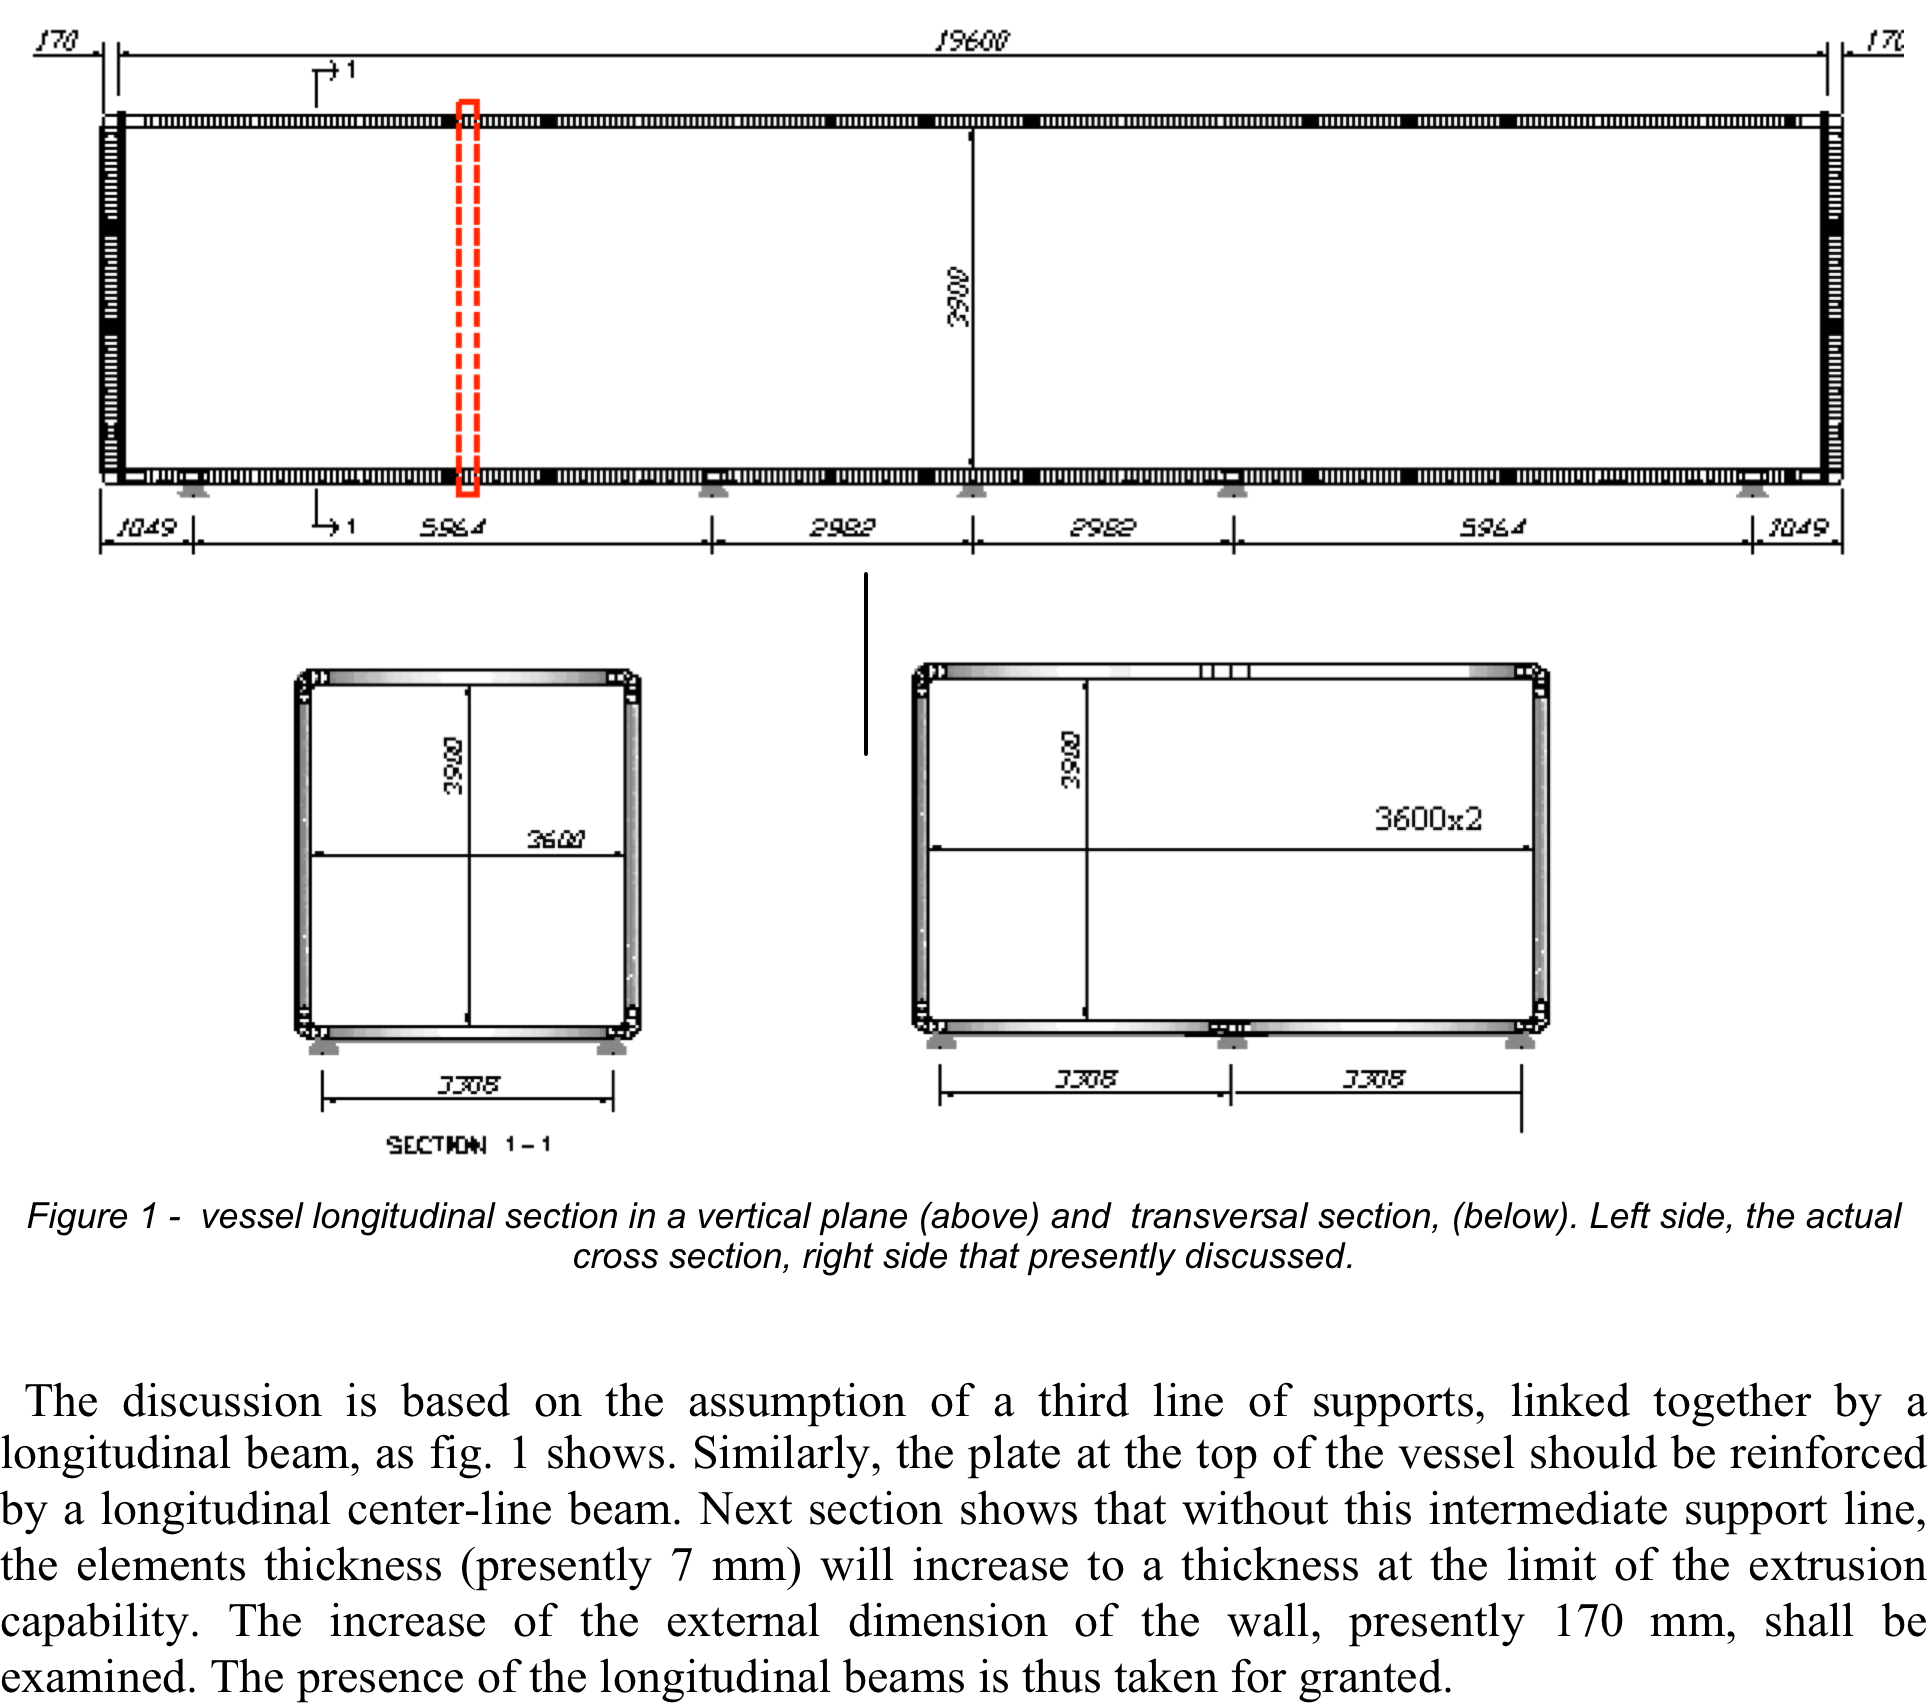 170 19600 170
1
3900
1
1049 5964 2982 2982 5964 1049
3900
3600
3308
SECTION 1-1
3900
3600x2
3308 3308
Figure 1 - vessel longitudinal section in a vertical plane (above) and transversal section, (below). Left side, the actual
cross section, right side that presently discussed.
The discussion is based on the assumption of a third line of supports, linked together by a
longitudinal beam, as fig. 1 shows. Similarly, the plate at the top of the vessel should be reinforced
by a longitudinal center-line beam. Next section shows that without this intermediate support line,
the elements thickness (presently 7 mm) will increase to a thickness at the limit of the extrusion
capability. The increase of the external dimension of the wall, presently 170 mm, shall be
examined. The presence of the longitudinal beams is thus taken for granted.